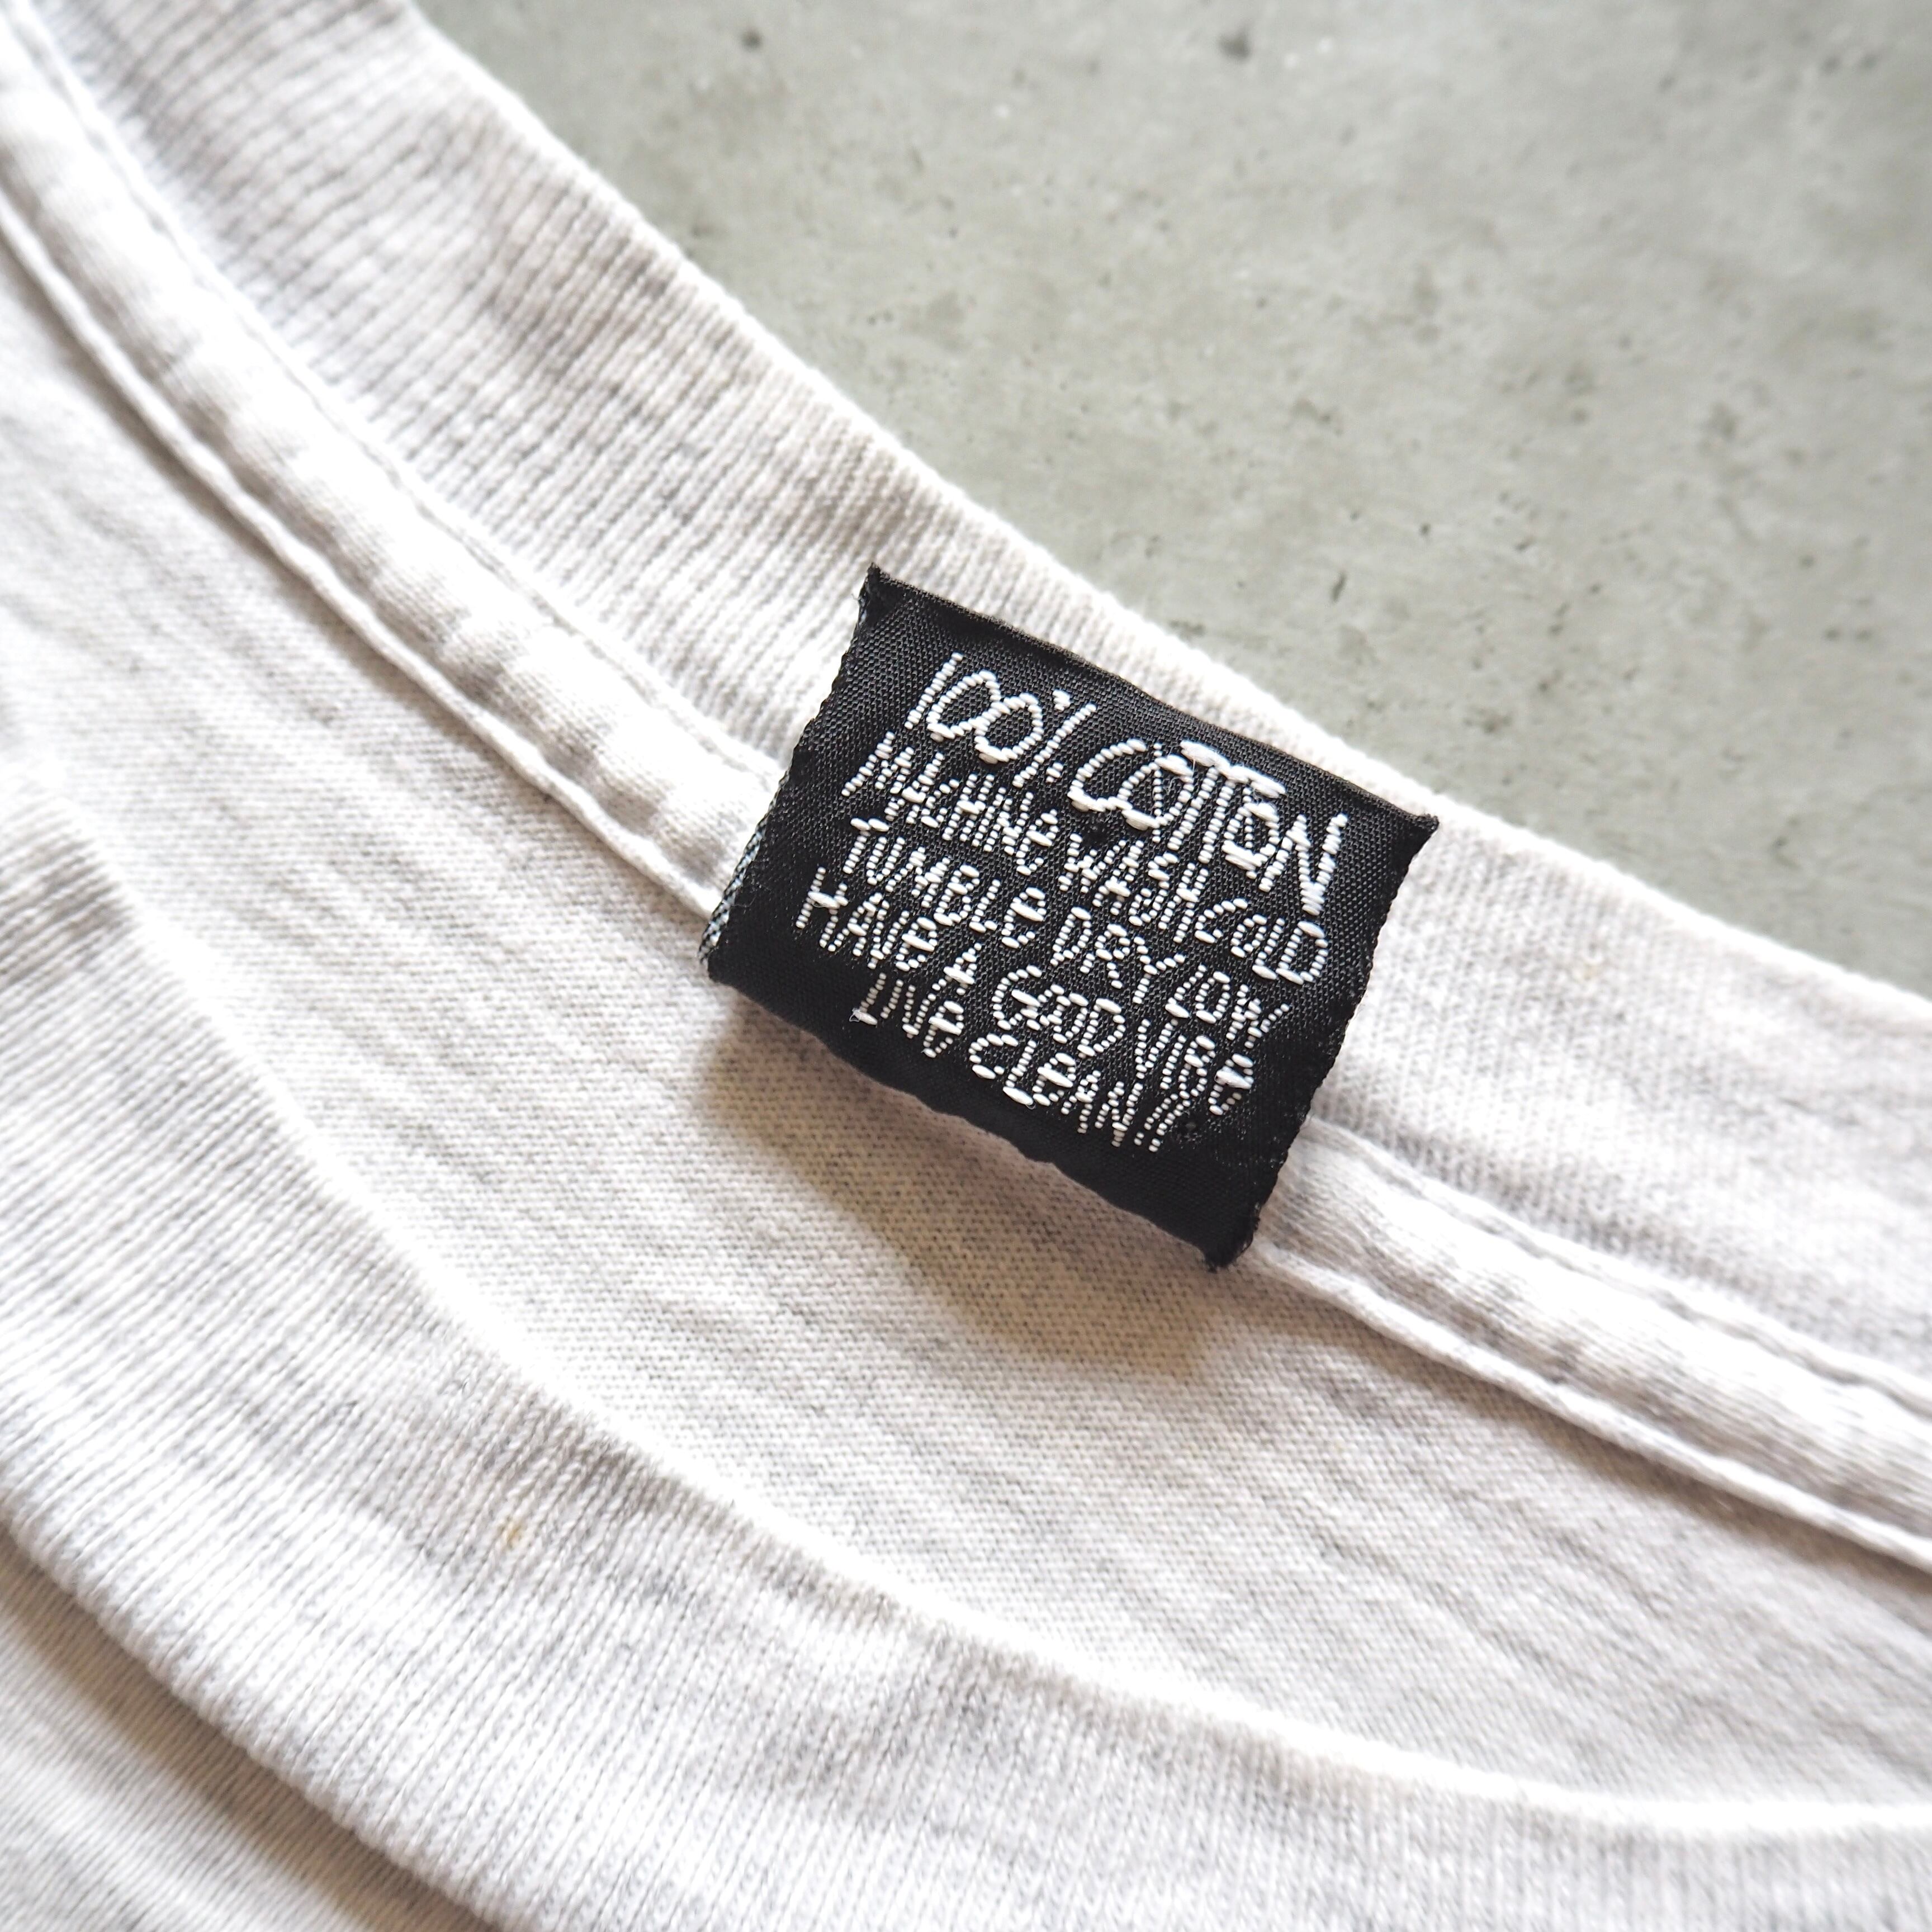 100% COTTON
MACHINE WASH COLD
TUMBLE DRY LOW
HAVE A GOOD VIBE
LIVE CLEAN!!